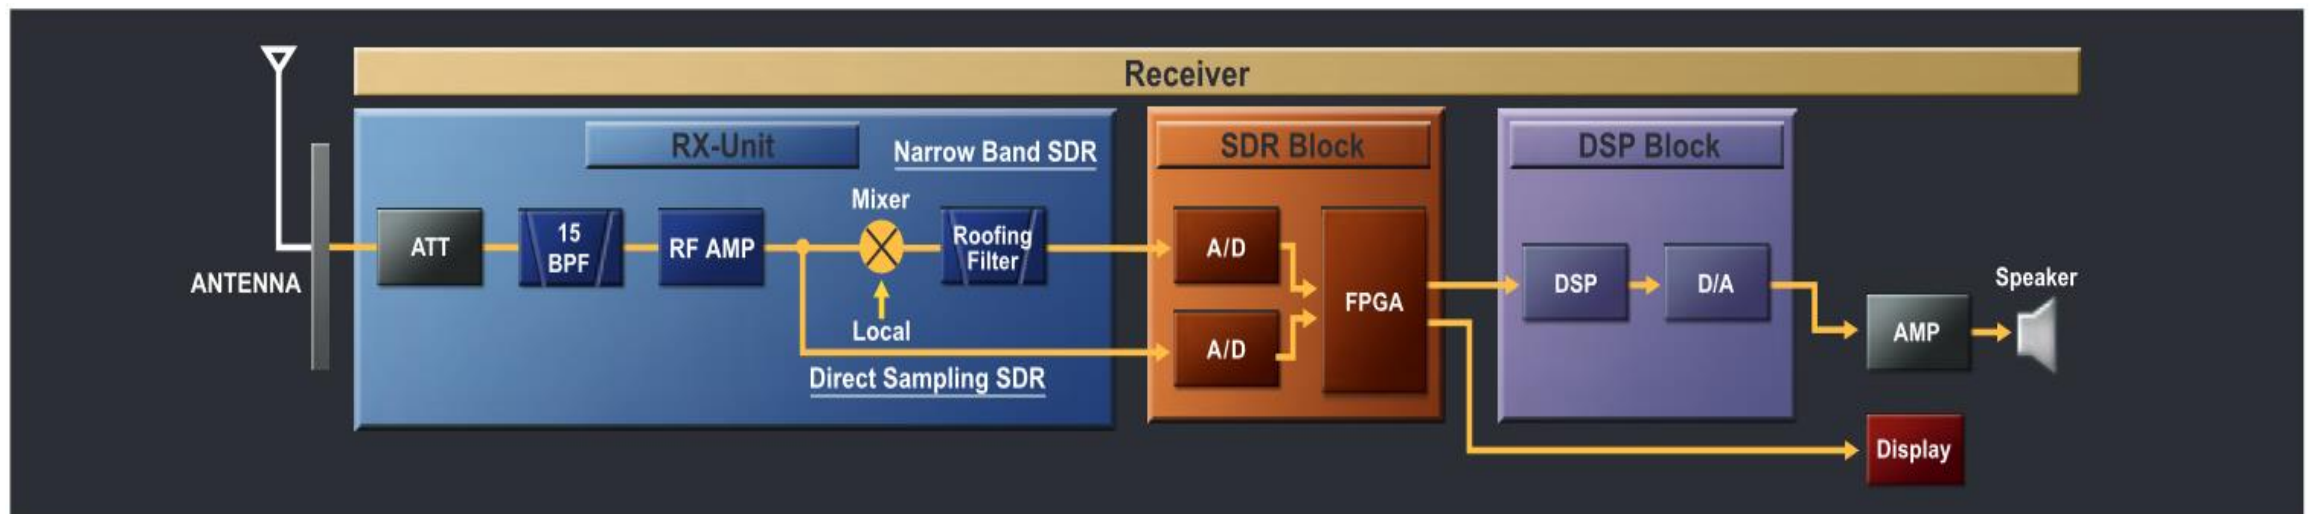 Receiver
RX-Unit
Narrow Band SDR
SDR Block
DSP Block
Mixer
ATT
15
BPF
RF AMP
Roofing
Filter
A/D
FPGA
DSP
D/A
ANTENNA
Local
A/D
Direct Sampling SDR
Speaker
AMP
Display